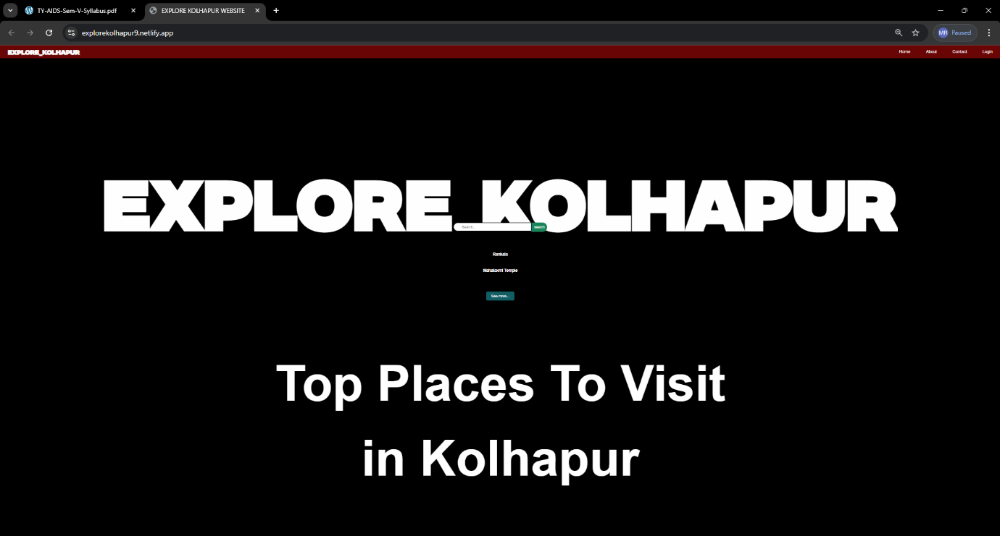 TY-AIDS-Sem-V-Syllabus.pdf
EXPLORE KOLHAPUR WEBSITE
explorekolhapur9.netlify.app
MR Paused
EXPLORE_KOLHAPUR
Home About Contact Login
EXPLORE_KOLHAPUR
Search... search
Rankala
Mahalaxmi Temple
See more...
Top Places To Visit
in Kolhapur